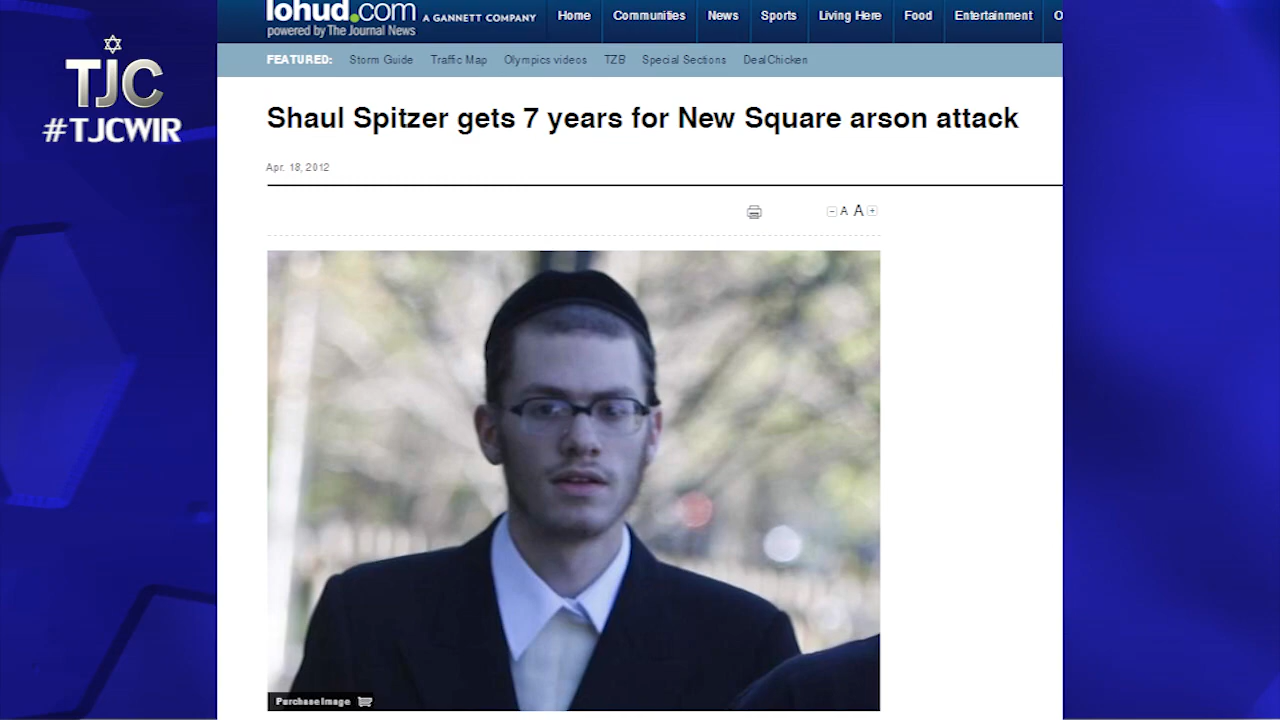 TJC
#TJCWIR
lohud.com A GANNETT COMPANY
powered by The Journal News
Home Communities News Sports Living Here Food Entertainment O
FEATURED: Storm Guide Traffic Map Olympics videos TZB Special Sections DealChicken
Shaul Spitzer gets 7 years for New Square arson attack
Apr. 18, 2012
A A
Purchase Image